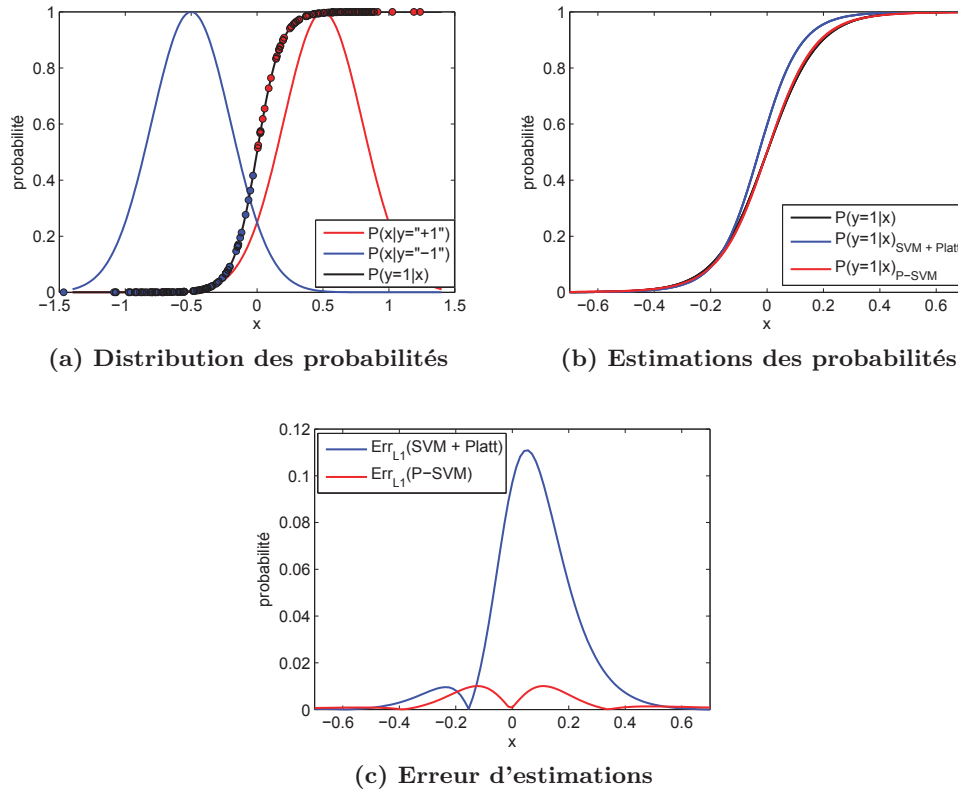 1
0.8
0.6
0.4
0.2
0
probabilité
−1.5
−1
−0.5
0
0.5
1
1.5
x
P(x|y="+1")
P(x|y="−1")
P(y=1|x)
(a) Distribution des probabilités
1
0.8
0.6
0.4
0.2
0
probabilité
−0.6
−0.4
−0.2
0
0.2
0.4
0.6
x
P(y=1|x)
P(y=1|x)SVM + Platt
P(y=1|x)P−SVM
(b) Estimations des probabilités
0.12
0.1
0.08
0.06
0.04
0.02
0
probabilité
−0.6
−0.4
−0.2
0
0.2
0.4
0.6
x
ErrL1(SVM + Platt)
ErrL1(P−SVM)
(c) Erreur d'estimations